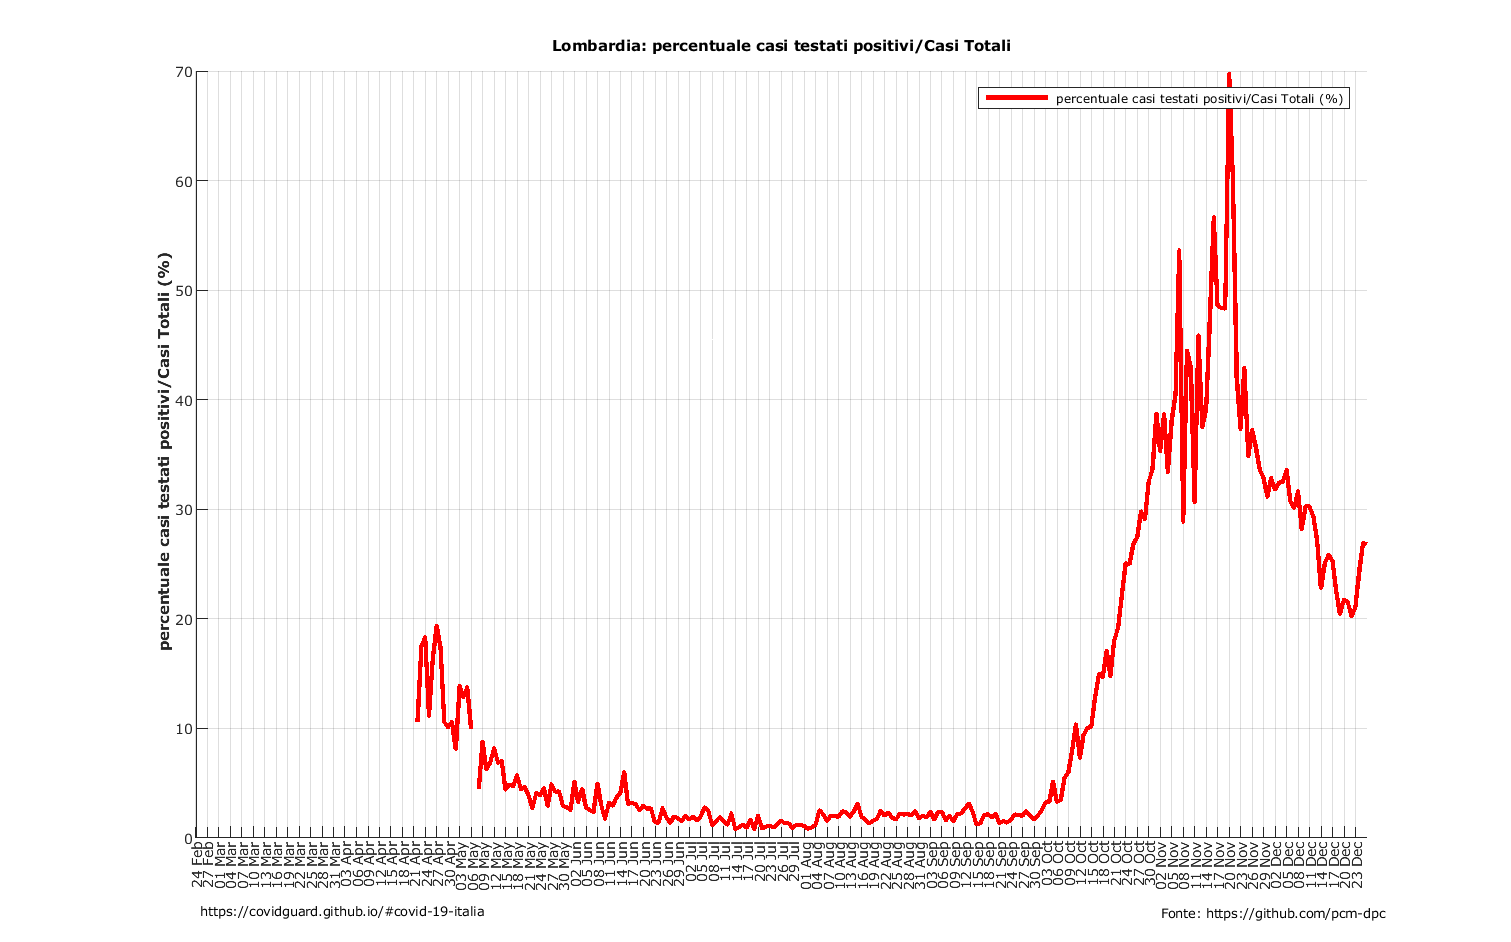 Lombardia: percentuale casi testati positivi/Casi Totali
percentuale casi testati positivi/Casi Totali (%)
percentuale casi testati positivi/Casi Totali (%)
70
60
50
40
30
20
10
0
24 Feb
27 Feb
01 Mar
04 Mar
07 Mar
10 Mar
13 Mar
16 Mar
19 Mar
22 Mar
25 Mar
28 Mar
31 Mar
03 Apr
06 Apr
09 Apr
12 Apr
15 Apr
18 Apr
21 Apr
24 Apr
27 Apr
30 Apr
03 May
06 May
09 May
12 May
15 May
18 May
21 May
24 May
27 May
30 May
02 Jun
05 Jun
08 Jun
11 Jun
14 Jun
17 Jun
20 Jun
23 Jun
26 Jun
29 Jun
02 Jul
05 Jul
08 Jul
11 Jul
14 Jul
17 Jul
20 Jul
23 Jul
26 Jul
29 Jul
01 Aug
04 Aug
07 Aug
10 Aug
13 Aug
16 Aug
19 Aug
22 Aug
25 Aug
28 Aug
31 Aug
03 Sep
06 Sep
09 Sep
12 Sep
15 Sep
18 Sep
21 Sep
24 Sep
27 Sep
30 Sep
03 Oct
06 Oct
09 Oct
12 Oct
15 Oct
18 Oct
21 Oct
24 Oct
27 Oct
30 Oct
02 Nov
05 Nov
08 Nov
11 Nov
14 Nov
17 Nov
20 Nov
23 Nov
26 Nov
29 Nov
02 Dec
05 Dec
08 Dec
11 Dec
14 Dec
17 Dec
20 Dec
23 Dec
https://covidguard.github.io/#covid-19-italia
Fonte: https://github.com/pcm-dpc